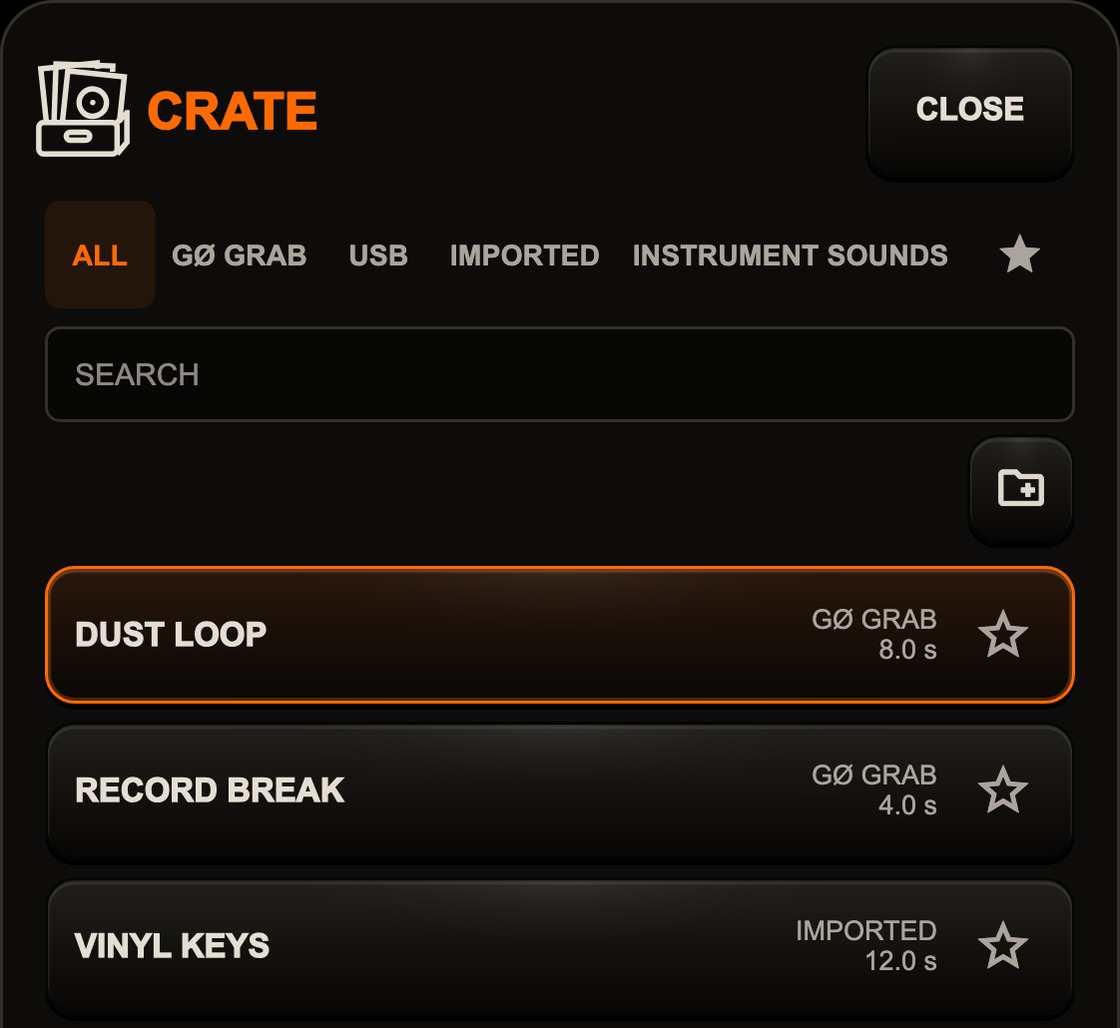 CRATE
CLOSE
ALL GØ GRAB USB IMPORTED INSTRUMENT SOUNDS
SEARCH
DUST LOOP
GØ GRAB
8.0 s
RECORD BREAK
GØ GRAB
4.0 s
VINYL KEYS
IMPORTED
12.0 s